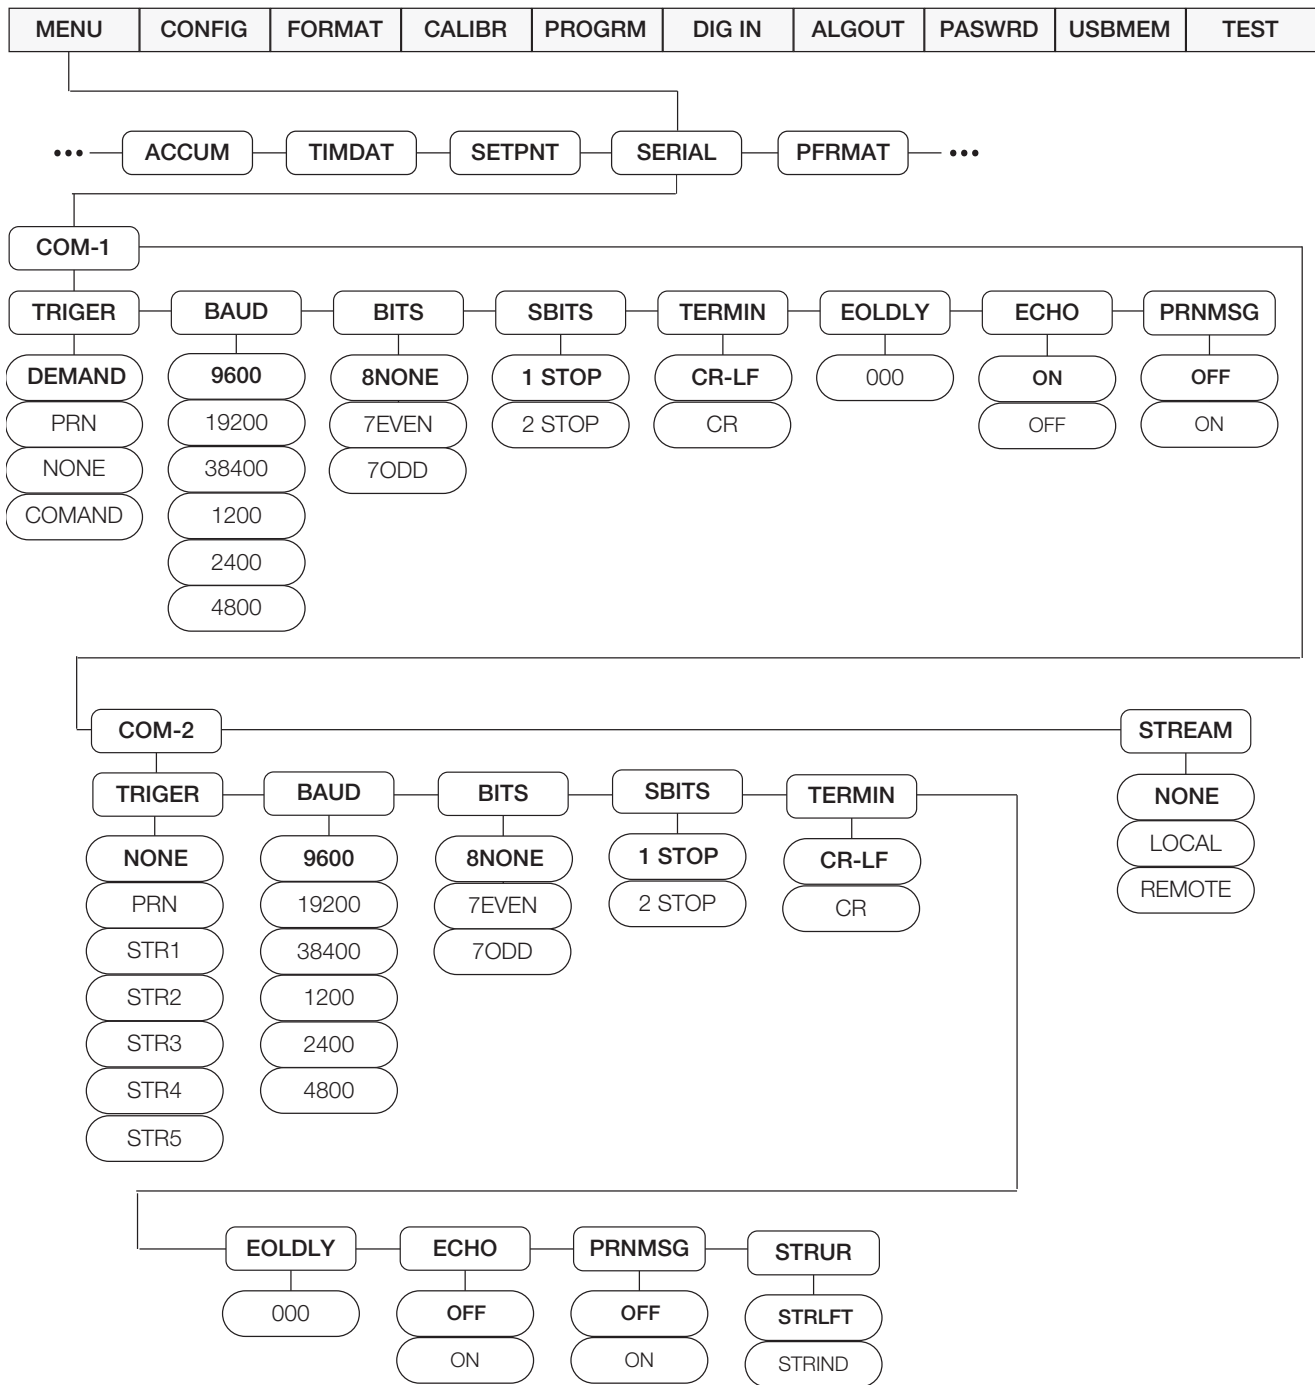 MENU CONFIG FORMAT CALIBR PROGRM DIG IN ALGOUT PASWRD USBMEM TEST
••• ACCUM TIMDAT SETPNT SERIAL PFRMAT •••
COM-1
TRIGER BAUD BITS SBITS TERMIN EOLDLY ECHO PRNMSG
DEMAND 9600 8NONE 1 STOP CR-LF 000 ON OFF
PRN 19200 7EVEN 2 STOP CR OFF ON
NONE 38400 7ODD
COMAND 1200
2400
4800
COM-2 STREAM
TRIGER BAUD BITS SBITS TERMIN NONE
NONE 9600 8NONE 1 STOP CR-LF LOCAL
PRN 19200 7EVEN 2 STOP CR REMOTE
STR1 38400 7ODD
STR2 1200
STR3 2400
STR4 4800
STR5
EOLDLY ECHO PRNMSG STRUR
000 OFF OFF STRLFT
ON ON STRIND